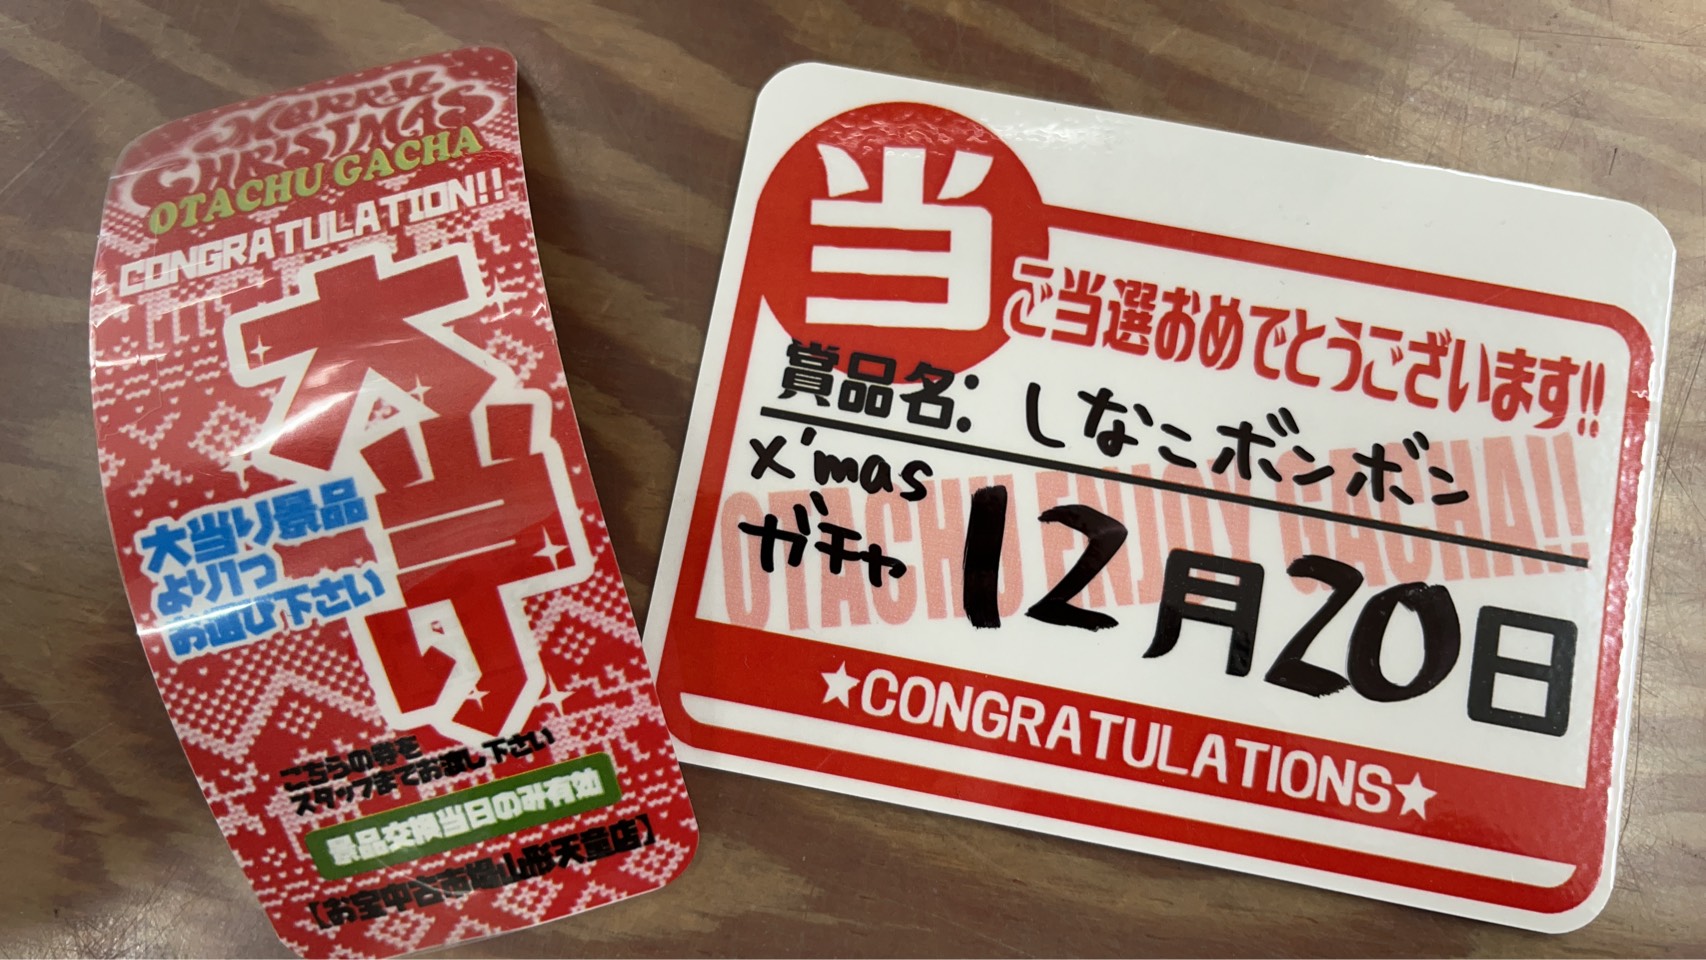 Merry
CHRISTMAS
OTACHU GACHA
CONGRATULATION!!
大当り
大当り景品
より1つ
お選び下さい
こちらの券を
スタッフまでお渡し下さい
景品交換当日のみ有効
【お宝中古市場山形天童店】
当
ご当選おめでとうございます!!
賞品名: しなこボンボン
X'mas
ガチャ
12月20日
OTACHU ENJOY GACHA!!
★CONGRATULATIONS★